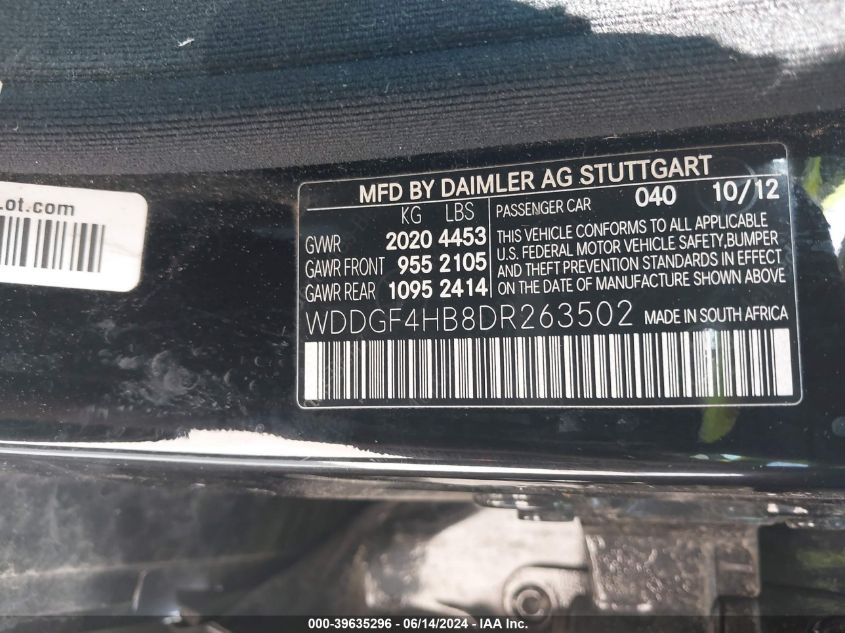 ot.com
MFD BY DAIMLER AG STUTTGART
KG LBS
GVWR 2020 4453
GAWR FRONT 955 2105
GAWR REAR 1095 2414
PASSENGER CAR 040 10/12
THIS VEHICLE CONFORMS TO ALL APPLICABLE
U.S. FEDERAL MOTOR VEHICLE SAFETY, BUMPER
AND THEFT PREVENTION STANDARDS IN EFFECT
ON THE DATE OF MANUFACTURE SHOWN ABOVE
WDDGF4HB8DR263502 MADE IN SOUTH AFRICA
000-39635296 - 06/14/2024 - IAA Inc.